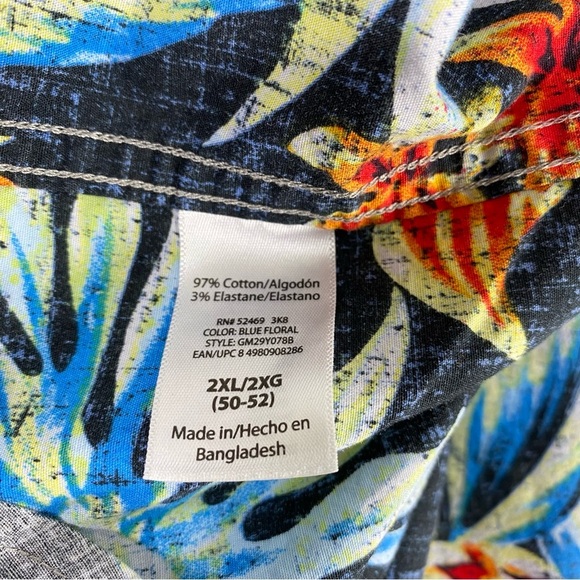 97% Cotton/Algodón
3% Elastane/Elastano
RN# 52469 3K8
COLOR: BLUE FLORAL
STYLE: GM29Y078B
EAN/UPC 8 4980908286
2XL/2XG
(50-52)
Made in/Hecho en
Bangladesh